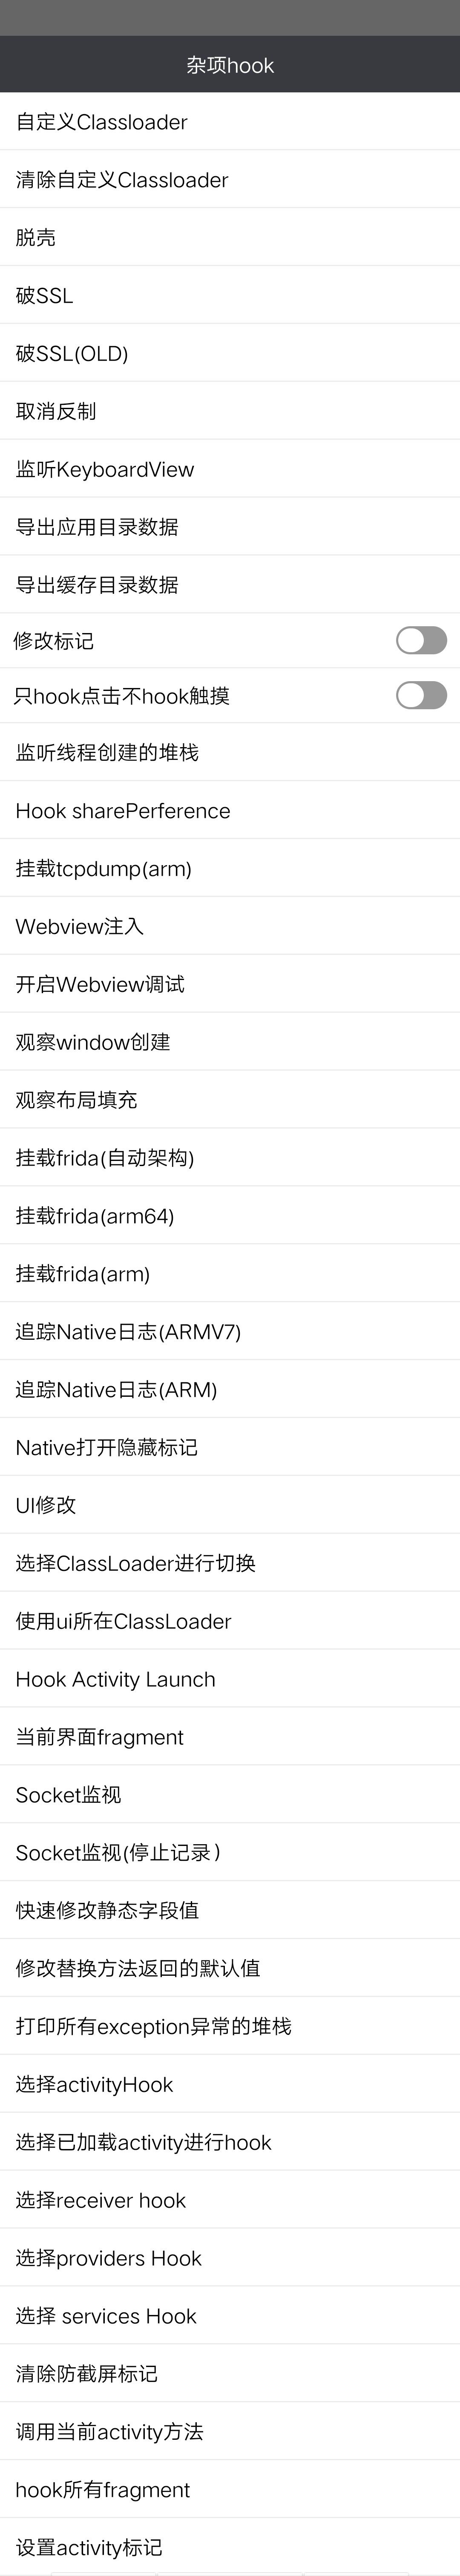 杂项hook
自定义Classloader
清除自定义Classloader
脱壳
破SSL
破SSL(OLD)
取消反制
监听KeyboardView
导出应用目录数据
导出缓存目录数据
修改标记
只hook点击不hook触摸
监听线程创建的堆栈
Hook sharePerference
挂载tcpdump(arm)
Webview注入
开启Webview调试
观察window创建
观察布局填充
挂载frida(自动架构)
挂载frida(arm64)
挂载frida(arm)
追踪Native日志(ARMV7)
追踪Native日志(ARM)
Native打开隐藏标记
UI修改
选择ClassLoader进行切换
使用ui所在ClassLoader
Hook Activity Launch
当前界面fragment
Socket监视
Socket监视(停止记录）
快速修改静态字段值
修改替换方法返回的默认值
打印所有exception异常的堆栈
选择activityHook
选择已加载activity进行hook
选择receiver hook
选择providers Hook
选择 services Hook
清除防截屏标记
调用当前activity方法
hook所有fragment
设置activity标记